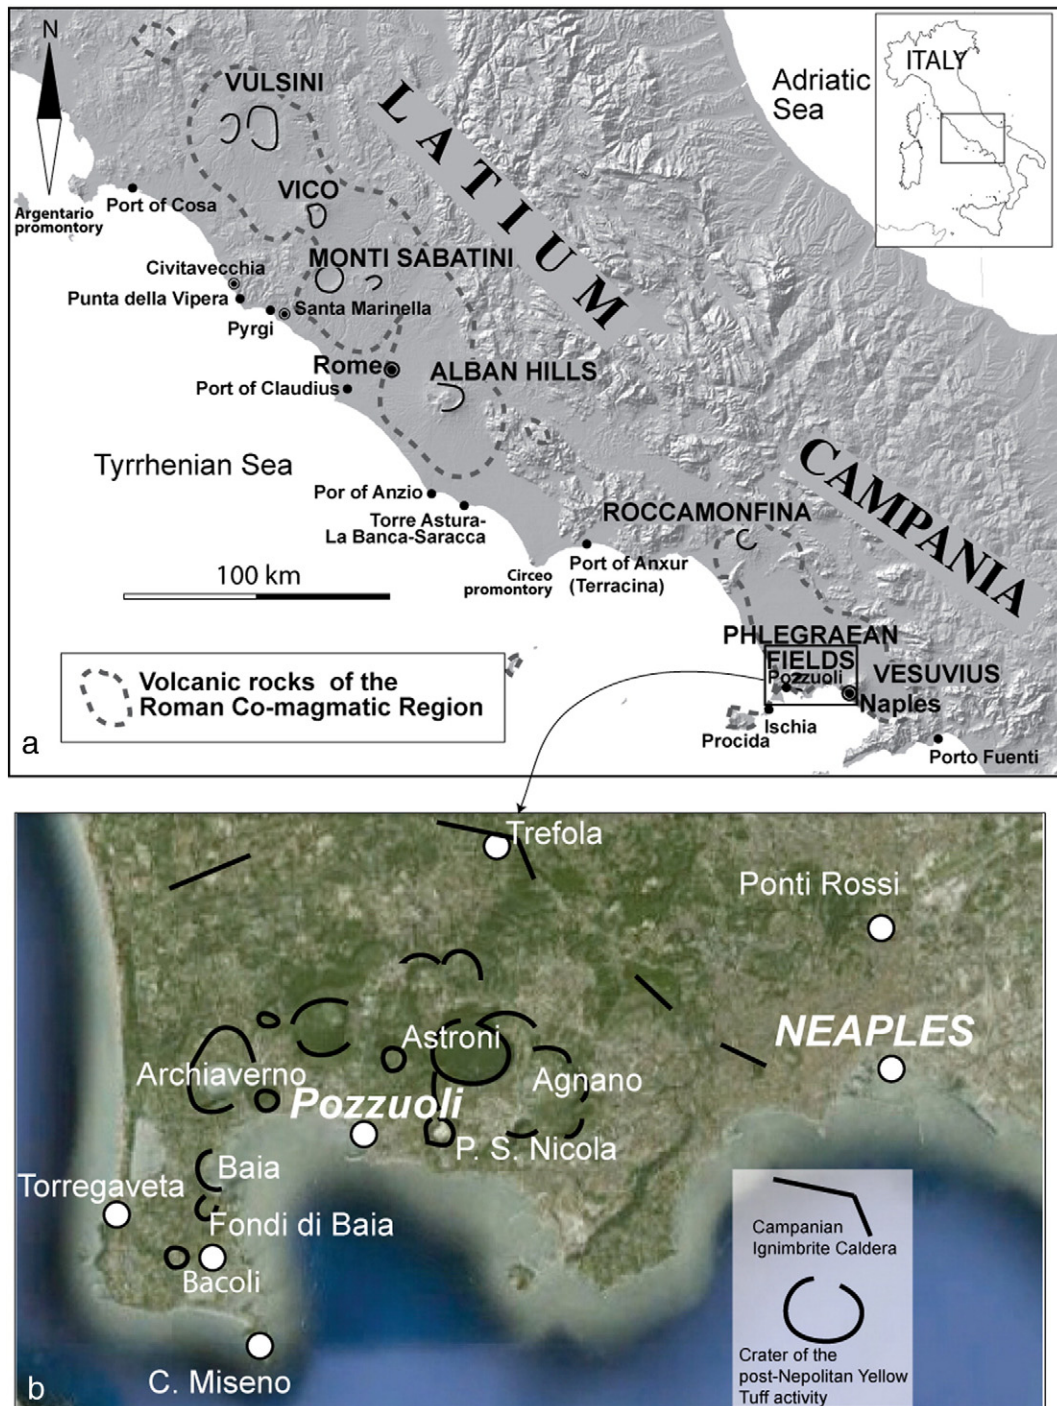 N
VULSINI
LATIUM
Adriatic
Sea
ITALY
VICO
Port of Cosa
Argentario
promontory
MONTI SABATINI
Civitavecchia
Punta della Vipera
Santa Marinella
Pyrgi
Rome
ALBAN HILLS
Port of Claudius
CAMPANIA
Tyrrhenian Sea
Por of Anzio
ROCCAMONFINA
Torre Astura-
La Banca-Saracca
Port of Anxur
(Terracina)
Circeo
promontory
100 km
PHLEGRAEAN
FIELDS
Pozzuoli
VESUVIUS
Naples
Ischia
Procida
Porto Fuenti
Volcanic rocks of the
Roman Co-magmatic Region
a
Trefola
Ponti Rossi
NEAPLES
Astroni
Archiaverno
Agnano
Pozzuoli
P. S. Nicola
Baia
Torregaveta
Fondi di Baia
Bacoli
C. Miseno
Campanian
Ignimbrite Caldera
Crater of the
post-Nepolitan Yellow
Tuff activity
b